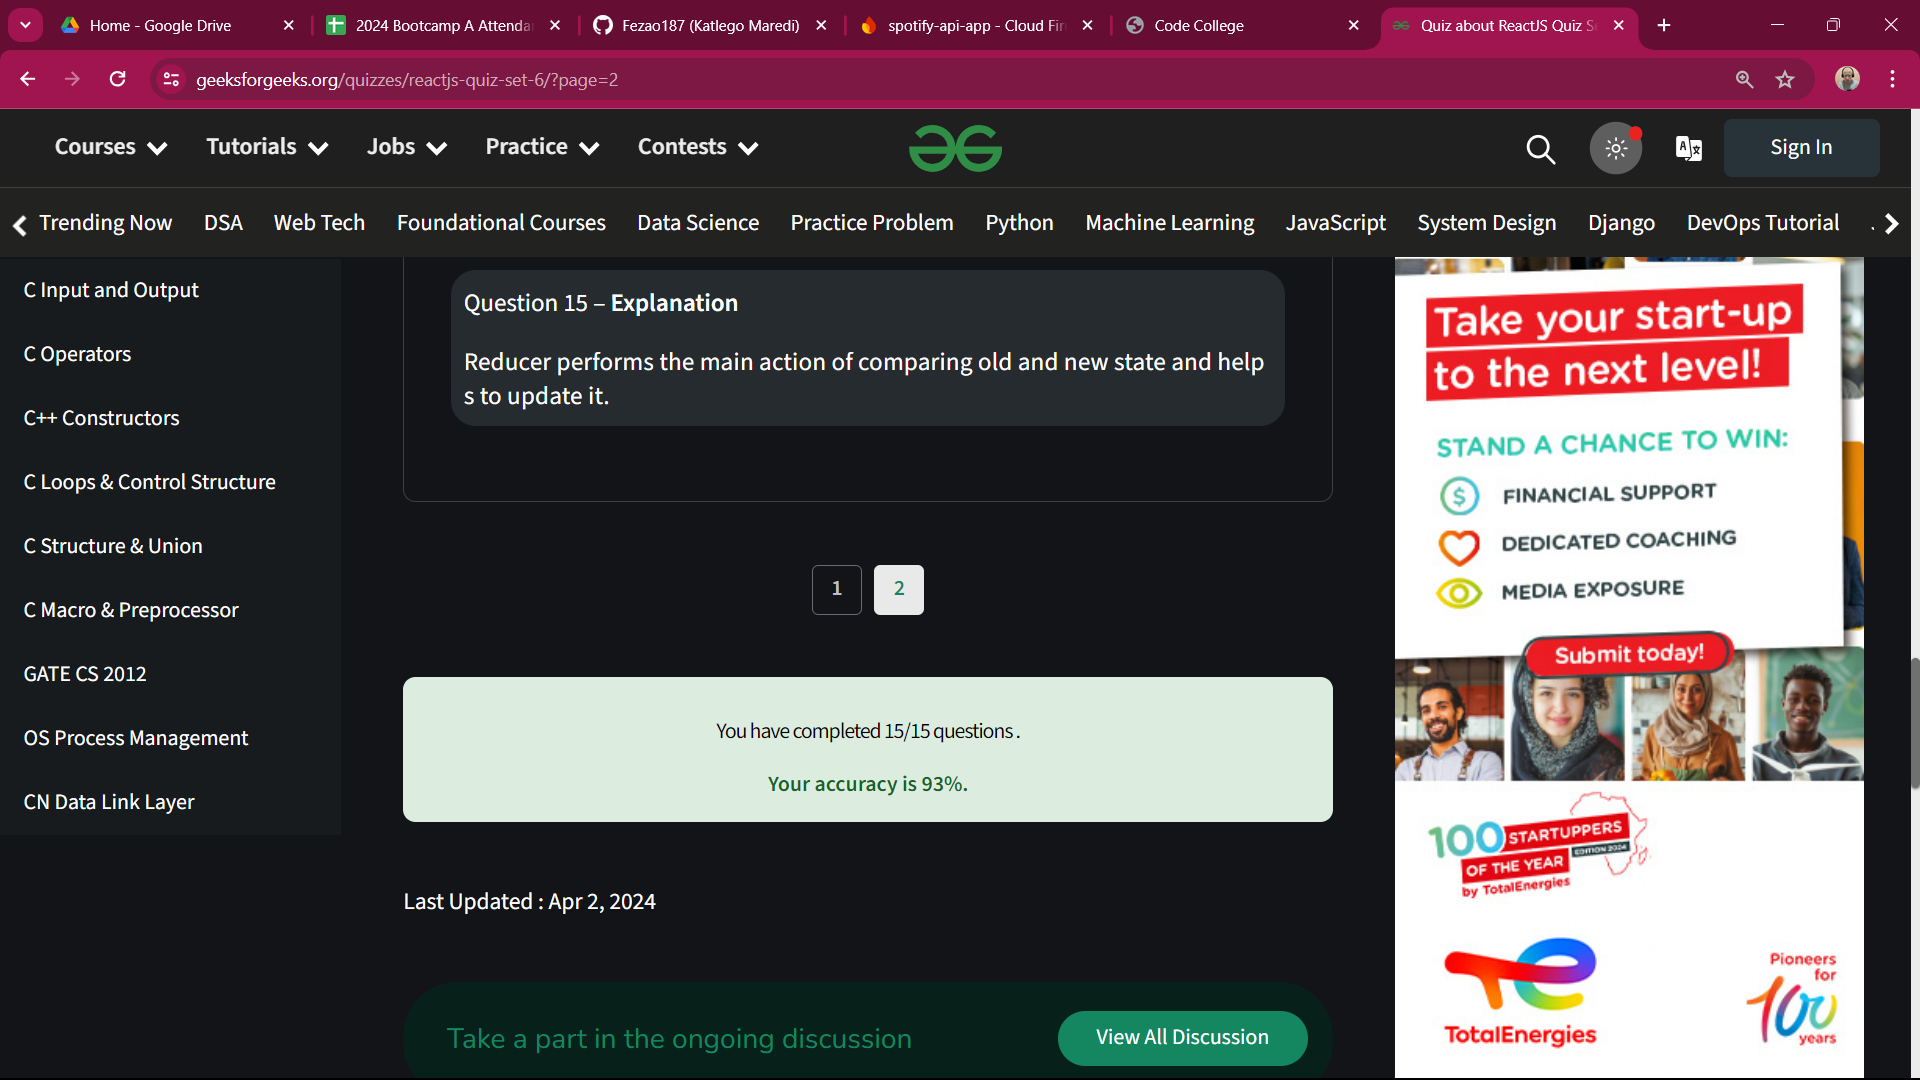 Home - Google Drive
2024 Bootcamp A Attenda
Fezao187 (Katlego Maredi)
spotify-api-app - Cloud Fir
Code College
Quiz about ReactJS Quiz S
geeksforgeeks.org/quizzes/reactjs-quiz-set-6/?page=2
Courses
Tutorials
Jobs
Practice
Contests
Sign In
Trending Now
DSA
Web Tech
Foundational Courses
Data Science
Practice Problem
Python
Machine Learning
JavaScript
System Design
Django
DevOps Tutorial
C Input and Output
C Operators
C++ Constructors
C Loops & Control Structure
C Structure & Union
C Macro & Preprocessor
GATE CS 2012
OS Process Management
CN Data Link Layer
Question 15 – Explanation
Reducer performs the main action of comparing old and new state and help
s to update it.
1
2
You have completed 15/15 questions .
Your accuracy is 93%.
Last Updated : Apr 2, 2024
Take a part in the ongoing discussion
View All Discussion
Take your start-up
to the next level!
STAND A CHANCE TO WIN:
$ FINANCIAL SUPPORT
DEDICATED COACHING
MEDIA EXPOSURE
Submit today!
100 STARTUPPERS
OF THE YEAR EDITION 2024
by TotalEnergies
TotalEnergies
Pioneers
for
100
years